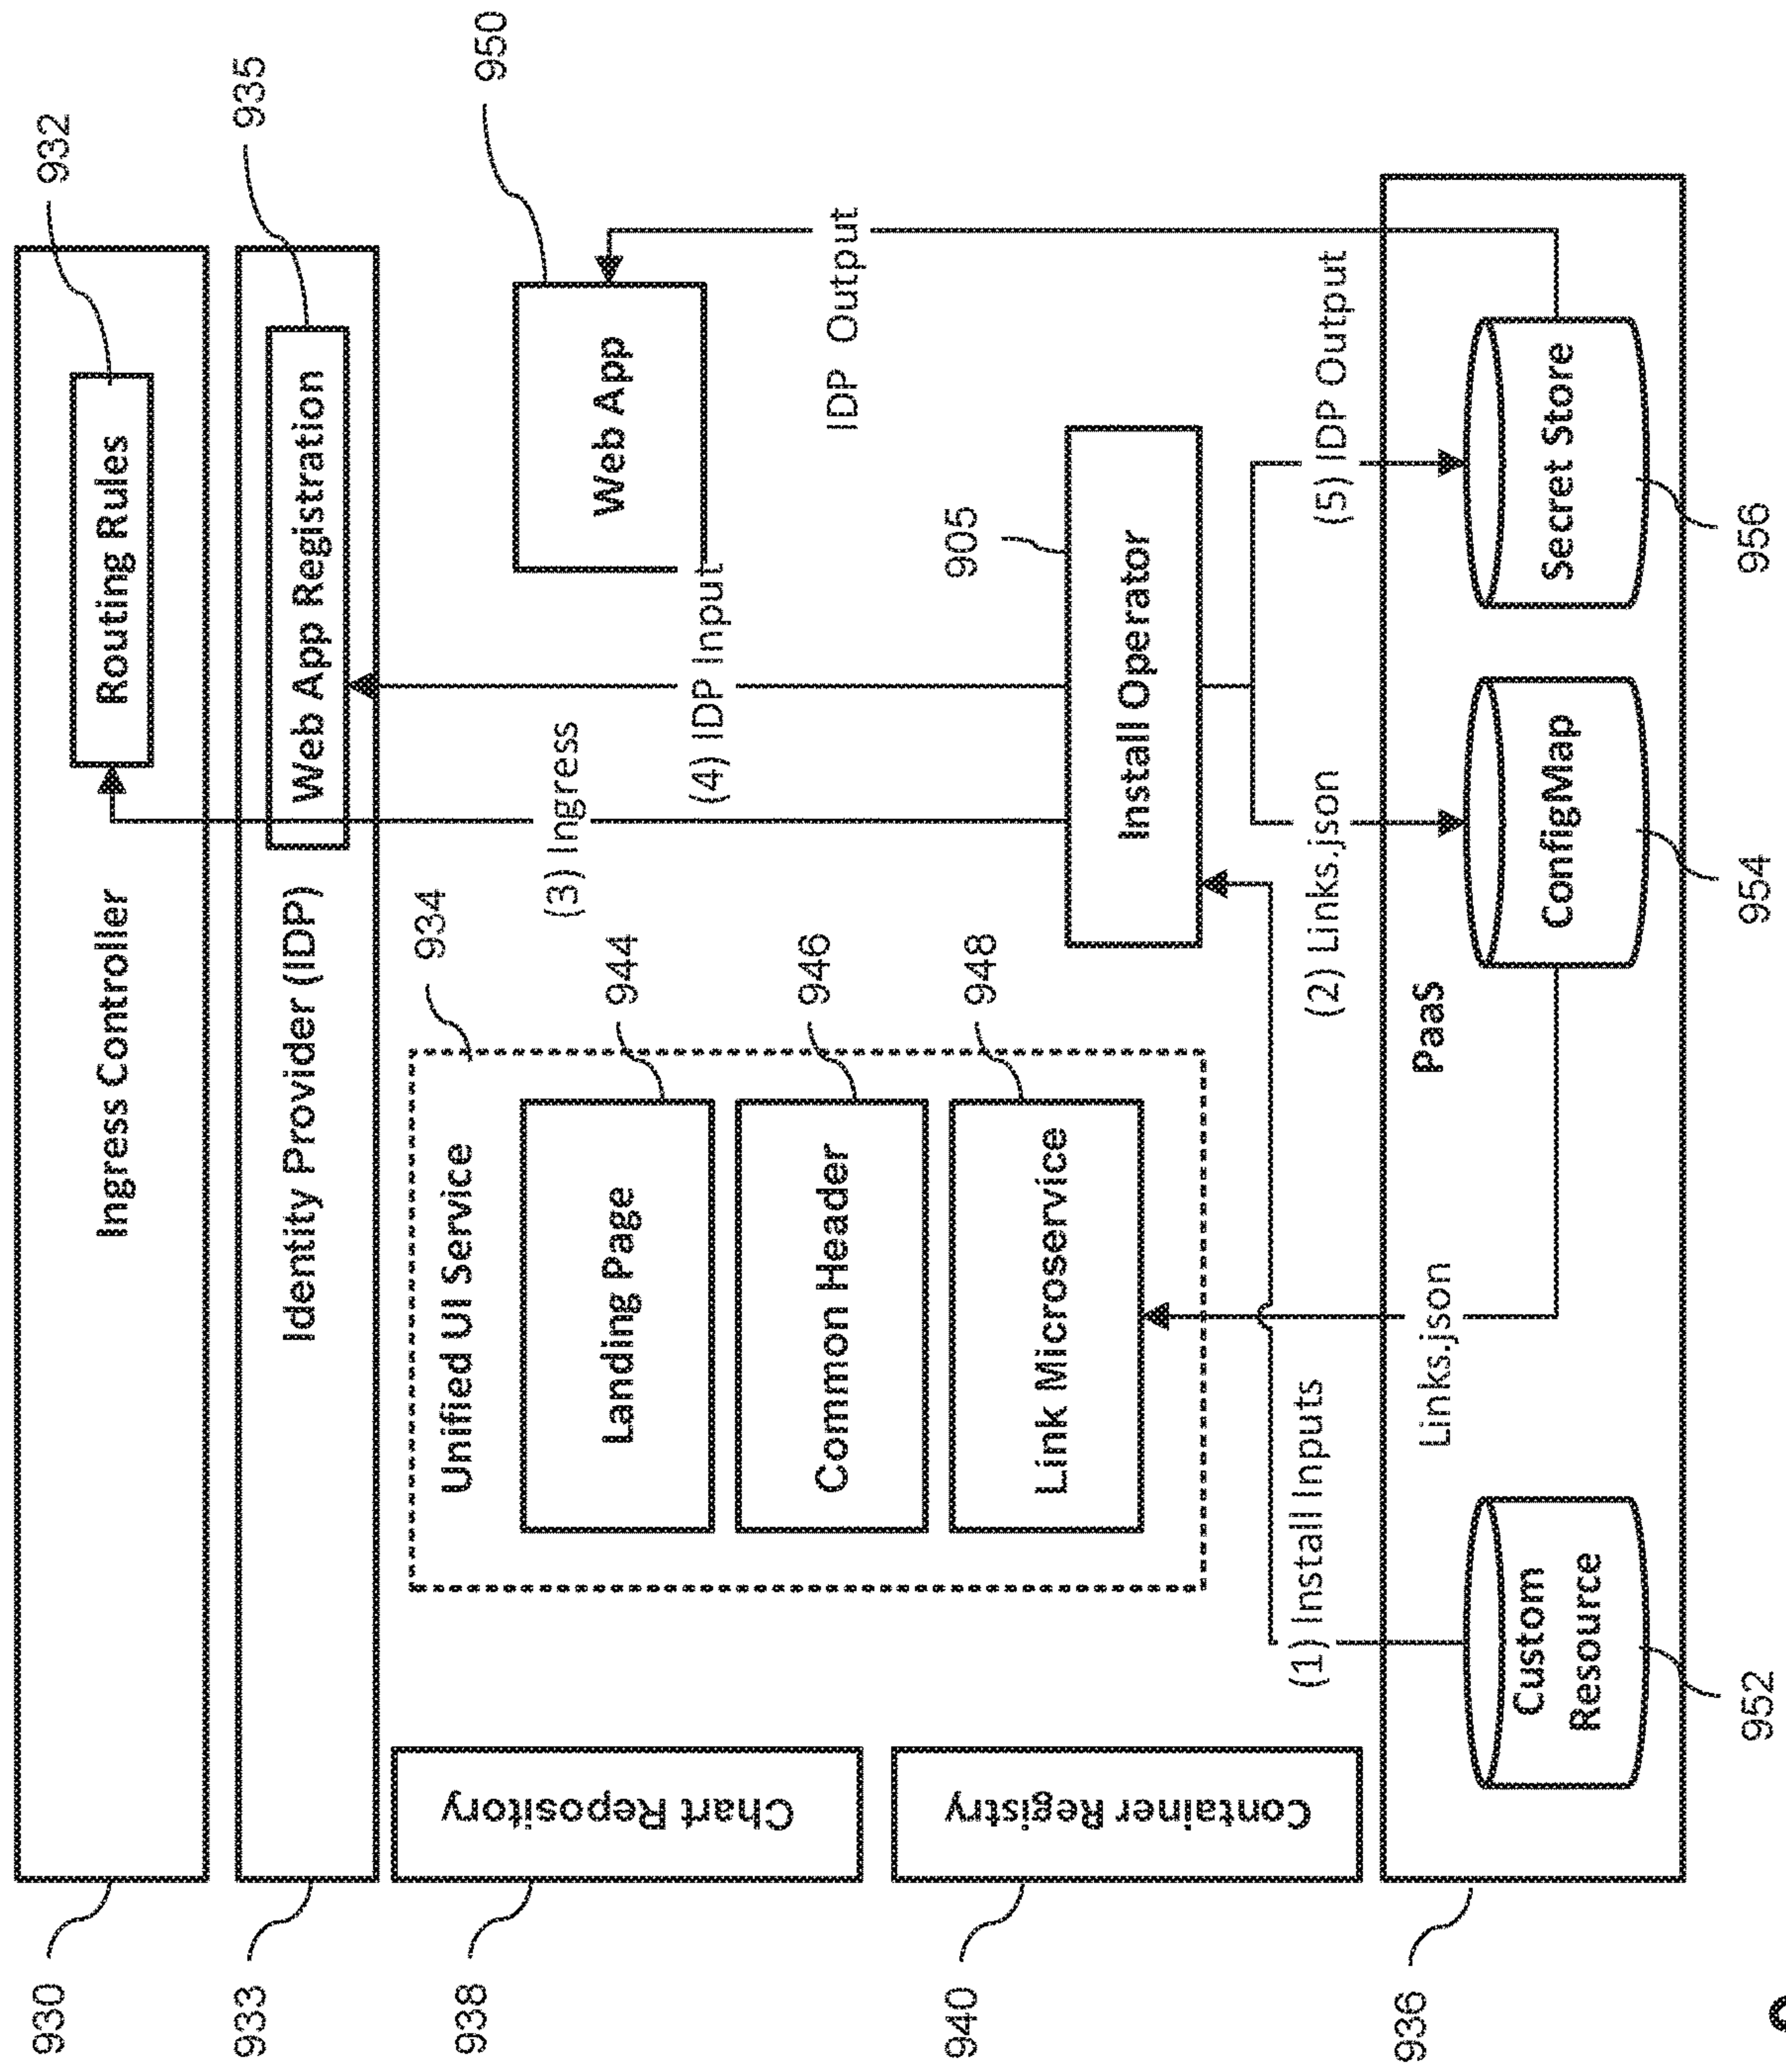 930
Ingress Controller
Routing Rules
932
933
Identity Provider (IDP)
Web App Registration
935
938
Chart Repository
940
Container Registry
Unified UI Service
934
Landing Page
944
Common Header
946
Link Microservice
948
(3) Ingress
(4) IDP Input
Web App
950
IDP Output
Install Operator
905
(1) Install Inputs
(2) Links.json
(5) IDP Output
936
PaaS
Links.json
Custom
Resource
952
ConfigMap
954
Secret Store
956